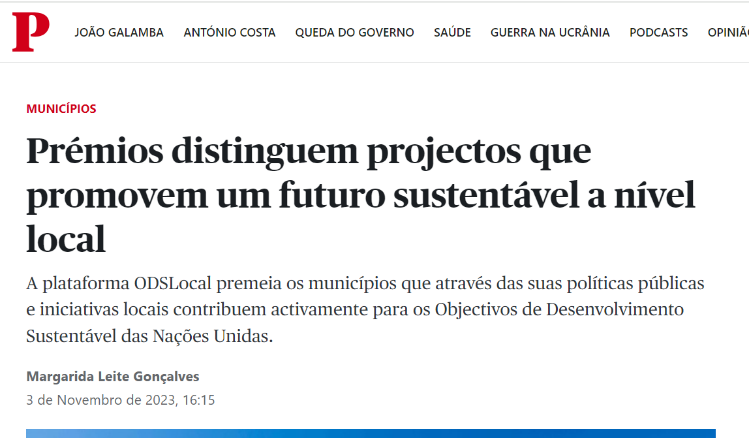 P JOÃO GALAMBA ANTÓNIO COSTA QUEDA DO GOVERNO SAÚDE GUERRA NA UCRÂNIA PODCASTS OPINIÃ
MUNICÍPIOS
Prémios distinguem projectos que
promovem um futuro sustentável a nível
local
A plataforma ODSLocal premeia os municípios que através das suas políticas públicas
e iniciativas locais contribuem activamente para os Objectivos de Desenvolvimento
Sustentável das Nações Unidas.
Margarida Leite Gonçalves
3 de Novembro de 2023, 16:15